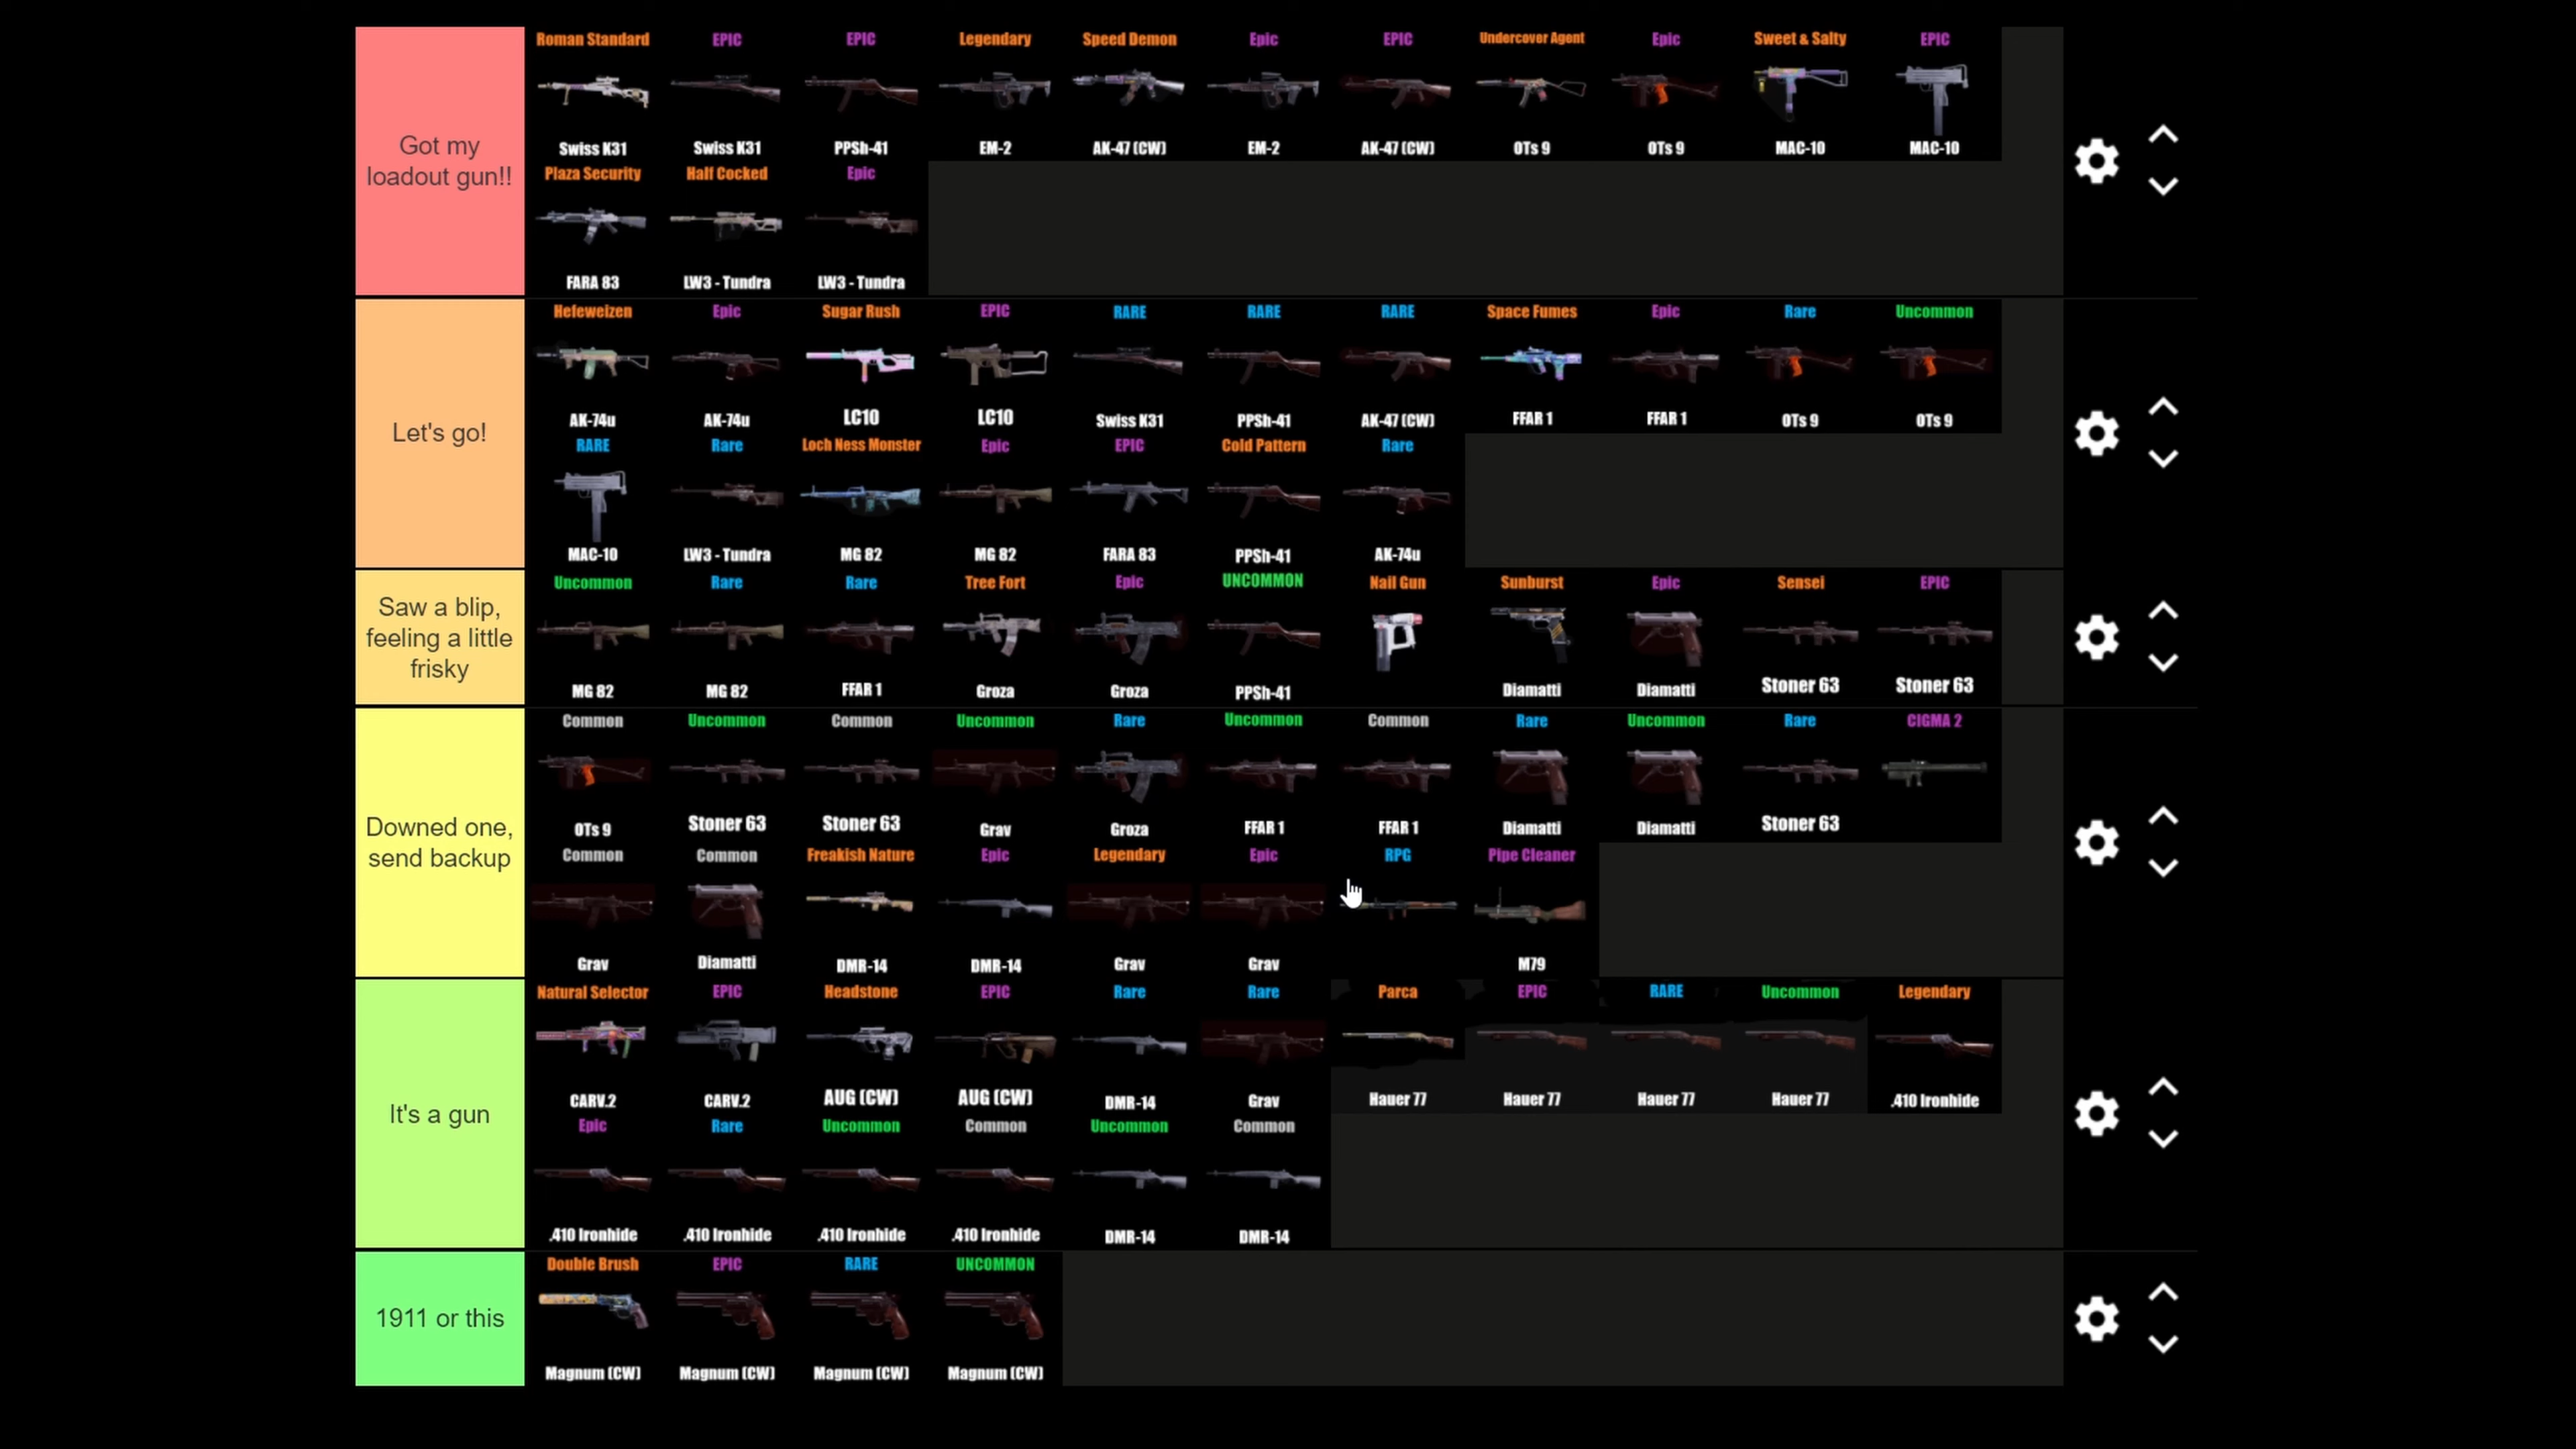 Got my
loadout gun!!
Roman Standard EPIC EPIC Legendary Speed Demon Epic EPIC Undercover Agent Epic Sweet & Salty EPIC
Swiss K31 Swiss K31 PPSh-41 EM-2 AK-47 (CW) EM-2 AK-47 (CW) OTs 9 OTs 9 MAC-10 MAC-10
Plaza Security Half Cocked Epic
FARA 83 LW3 - Tundra LW3 - Tundra
Let's go!
Hefeweizen Epic Sugar Rush EPIC RARE RARE RARE Space Fumes Epic Rare Uncommon
AK-74u AK-74u LC10 LC10 Swiss K31 PPSh-41 AK-47 (CW) FFAR 1 FFAR 1 OTs 9 OTs 9
RARE Rare Loch Ness Monster Epic EPIC Cold Pattern Rare
MAC-10 LW3 - Tundra MG 82 MG 82 FARA 83 PPSh-41 AK-74u
Saw a blip,
feeling a little
frisky
Uncommon Rare Rare Tree Fort Epic UNCOMMON Nail Gun Sunburst Epic Sensei EPIC
MG 82 MG 82 FFAR 1 Groza Groza PPSh-41 Diamatti Diamatti Stoner 63 Stoner 63
Downed one,
send backup
Common Uncommon Common Uncommon Rare Uncommon Common Rare Uncommon Rare CIGMA 2
OTs 9 Stoner 63 Stoner 63 Grav Groza FFAR 1 FFAR 1 Diamatti Diamatti Stoner 63
Common Common Freakish Nature Epic Legendary Epic RPG Pipe Cleaner
Grav Diamatti DMR-14 DMR-14 Grav Grav M79
It's a gun
Natural Selector EPIC Headstone EPIC Rare Rare Parca EPIC RARE Uncommon Legendary
CARV.2 CARV.2 AUG (CW) AUG (CW) DMR-14 Grav Hauer 77 Hauer 77 Hauer 77 Hauer 77 .410 Ironhide
Epic Rare Uncommon Common Uncommon Common
.410 Ironhide .410 Ironhide .410 Ironhide .410 Ironhide DMR-14 DMR-14
1911 or this
Double Brush EPIC RARE UNCOMMON
Magnum (CW) Magnum (CW) Magnum (CW) Magnum (CW)